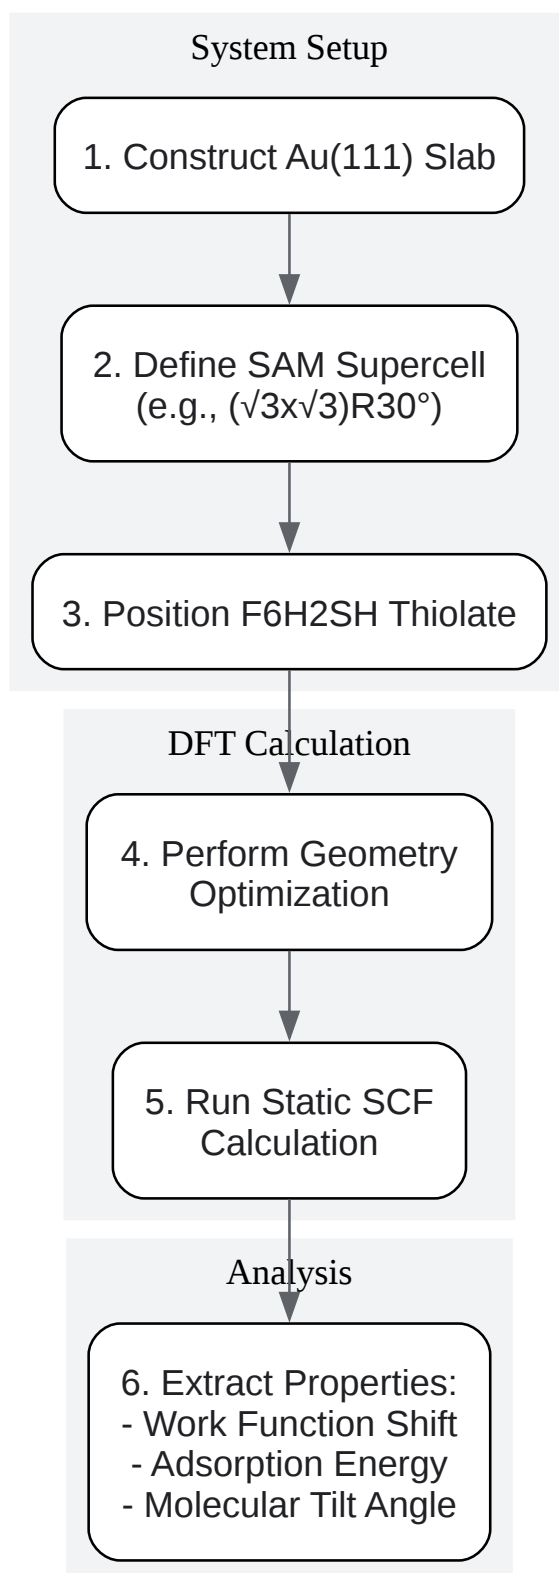 System Setup
1. Construct Au(111) Slab
2. Define SAM Supercell
(e.g., (√3x√3)R30°)
3. Position F6H2SH Thiolate
DFT Calculation
4. Perform Geometry
Optimization
5. Run Static SCF
Calculation
Analysis
6. Extract Properties:
- Work Function Shift
- Adsorption Energy
- Molecular Tilt Angle